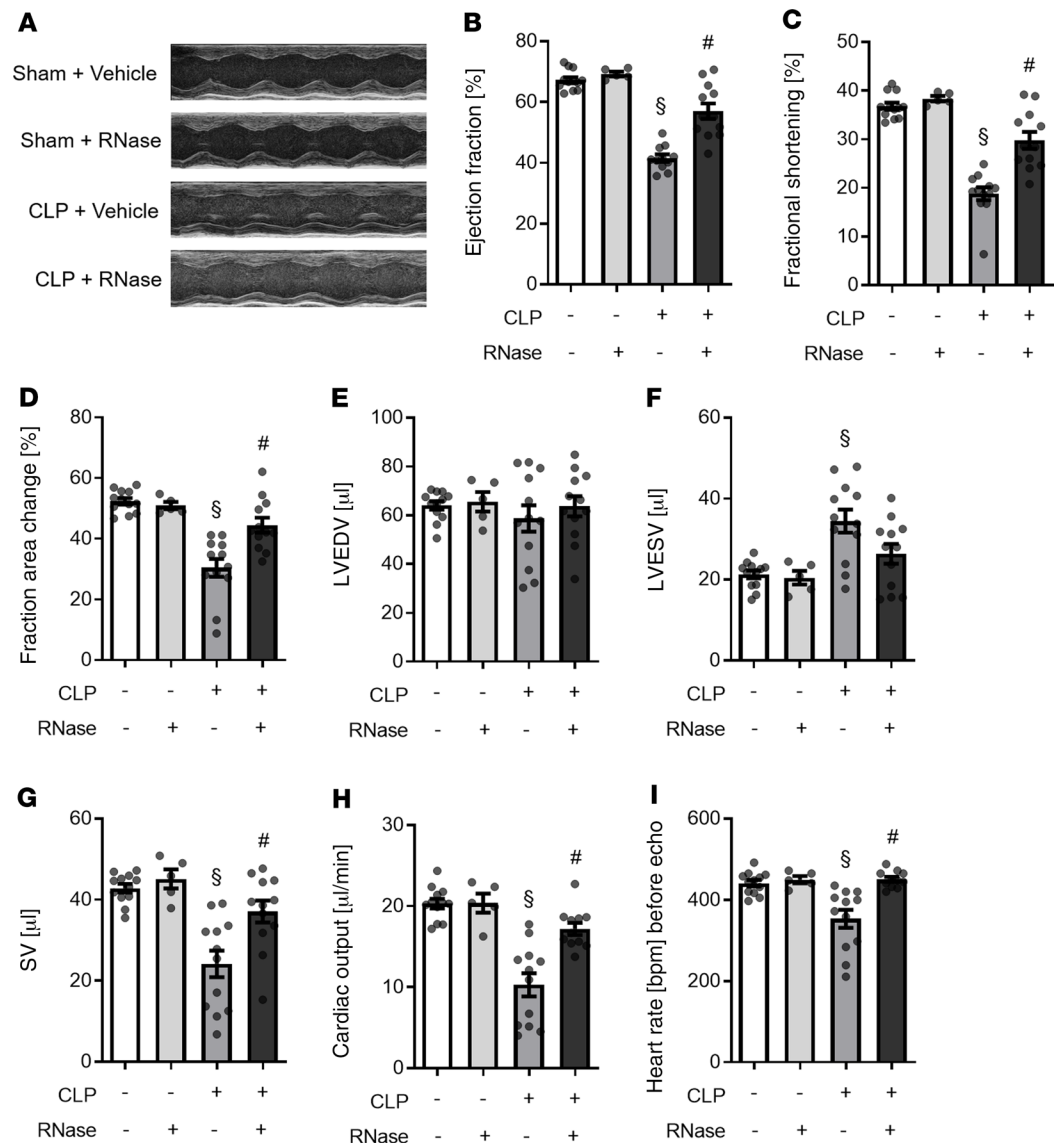 A
Sham + Vehicle
Sham + RNase
CLP + Vehicle
CLP + RNase
B
Ejection fraction [%]
80
60
40
20
0
§
#
CLP - - + +
RNase - + - +
C
Fractional shortening [%]
50
40
30
20
10
0
§
#
CLP - - + +
RNase - + - +
D
Fraction area change [%]
80
60
40
20
0
§
#
CLP - - + +
RNase - + - +
E
LVEDV [µl]
100
80
60
40
20
0
CLP - - + +
RNase - + - +
F
LVESV [µl]
60
40
20
0
§
CLP - - + +
RNase - + - +
G
SV [µl]
60
40
20
0
§
#
CLP - - + +
RNase - + - +
H
Cardiac output [µl/min]
30
20
10
0
§
#
CLP - - + +
RNase - + - +
I
Heart rate [bpm] before echo
600
400
200
0
§
#
CLP - - + +
RNase - + - +